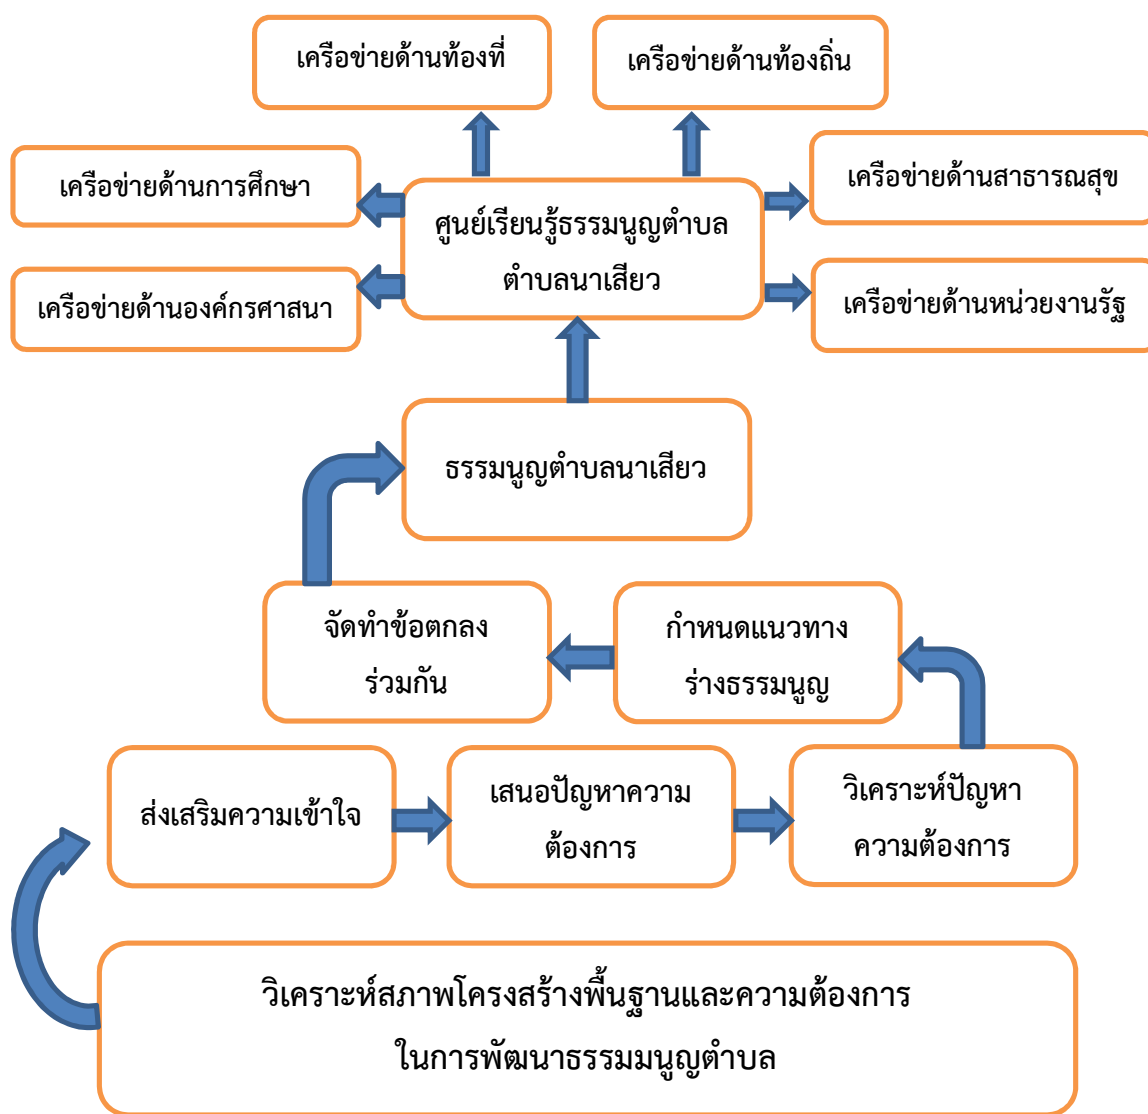 เครือข่ายด้านท้องที่
เครือข่ายด้านท้องถิ่น
เครือข่ายด้านการศึกษา
เครือข่ายด้านสาธารณสุข
ศูนย์เรียนรู้ธรรมนูญตำบล
ตำบลนาเสียว
เครือข่ายด้านองค์กรศาสนา
เครือข่ายด้านหน่วยงานรัฐ
ธรรมนูญตำบลนาเสียว
จัดทำข้อตกลง
ร่วมกัน
กำหนดแนวทาง
ร่างธรรมนูญ
ส่งเสริมความเข้าใจ
เสนอปัญหาความ
ต้องการ
วิเคราะห์ปัญหา
ความต้องการ
วิเคราะห์สภาพโครงสร้างพื้นฐานและความต้องการ
ในการพัฒนาธรรมมนูญตำบล